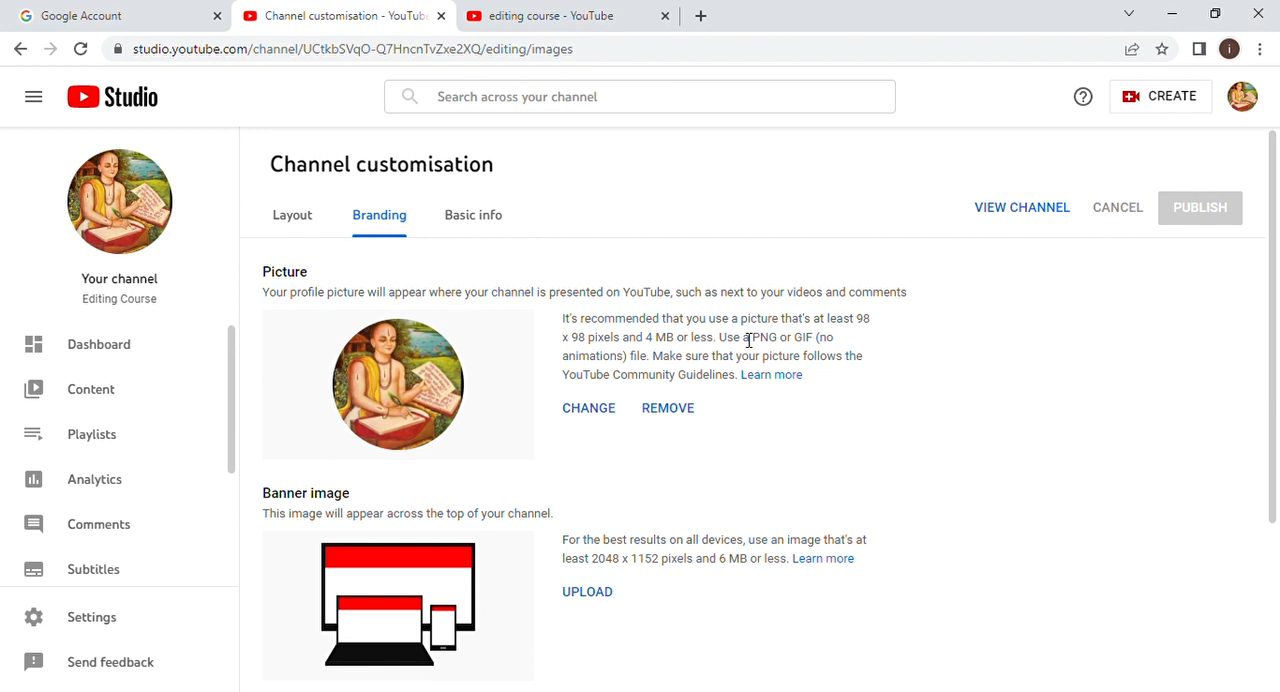 Google Account
Channel customisation - YouTube
editing course - YouTube
studio.youtube.com/channel/UCtkbSVqO-Q7HncnTvZxe2XQ/editing/images
i
Studio
Search across your channel
CREATE
Your channel
Editing Course
Dashboard
Content
Playlists
Analytics
Comments
Subtitles
Settings
Send feedback
Channel customisation
Layout
Branding
Basic info
VIEW CHANNEL
CANCEL
PUBLISH
Picture
Your profile picture will appear where your channel is presented on YouTube, such as next to your videos and comments
It's recommended that you use a picture that's at least 98
x 98 pixels and 4 MB or less. Use a PNG or GIF (no
animations) file. Make sure that your picture follows the
YouTube Community Guidelines. Learn more
CHANGE
REMOVE
Banner image
This image will appear across the top of your channel.
For the best results on all devices, use an image that's at
least 2048 x 1152 pixels and 6 MB or less. Learn more
UPLOAD